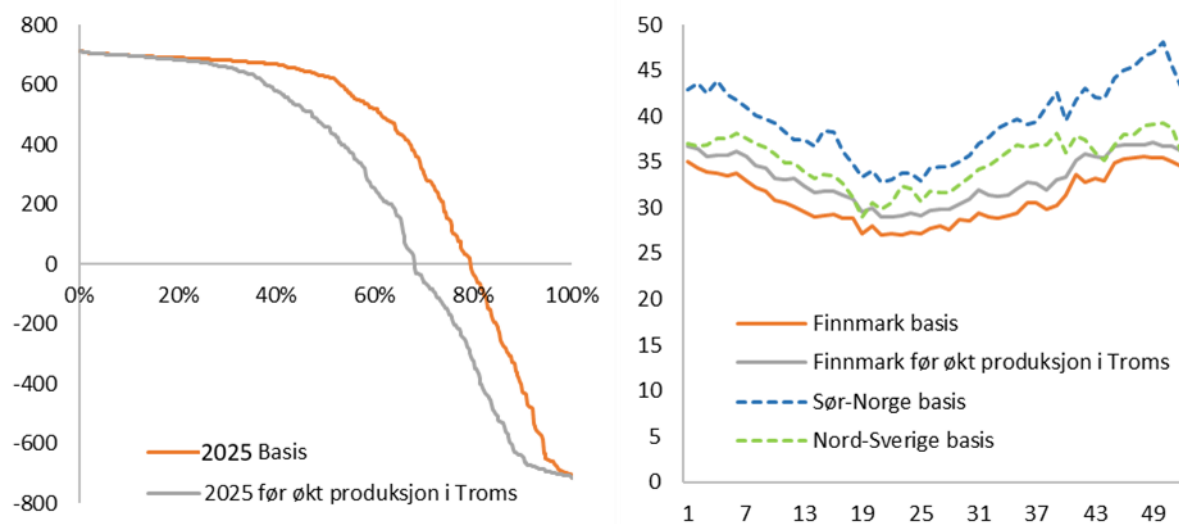 800
600
400
200
0
-200
-400
-600
-800
0% 20% 40% 60% 80% 100%
2025 Basis
2025 før økt produksjon i Troms
50
45
40
35
30
25
20
15
10
5
0
Finnmark basis
Finnmark før økt produksjon i Troms
Sør-Norge basis
Nord-Sverige basis
1 7 13 19 25 31 37 43 49